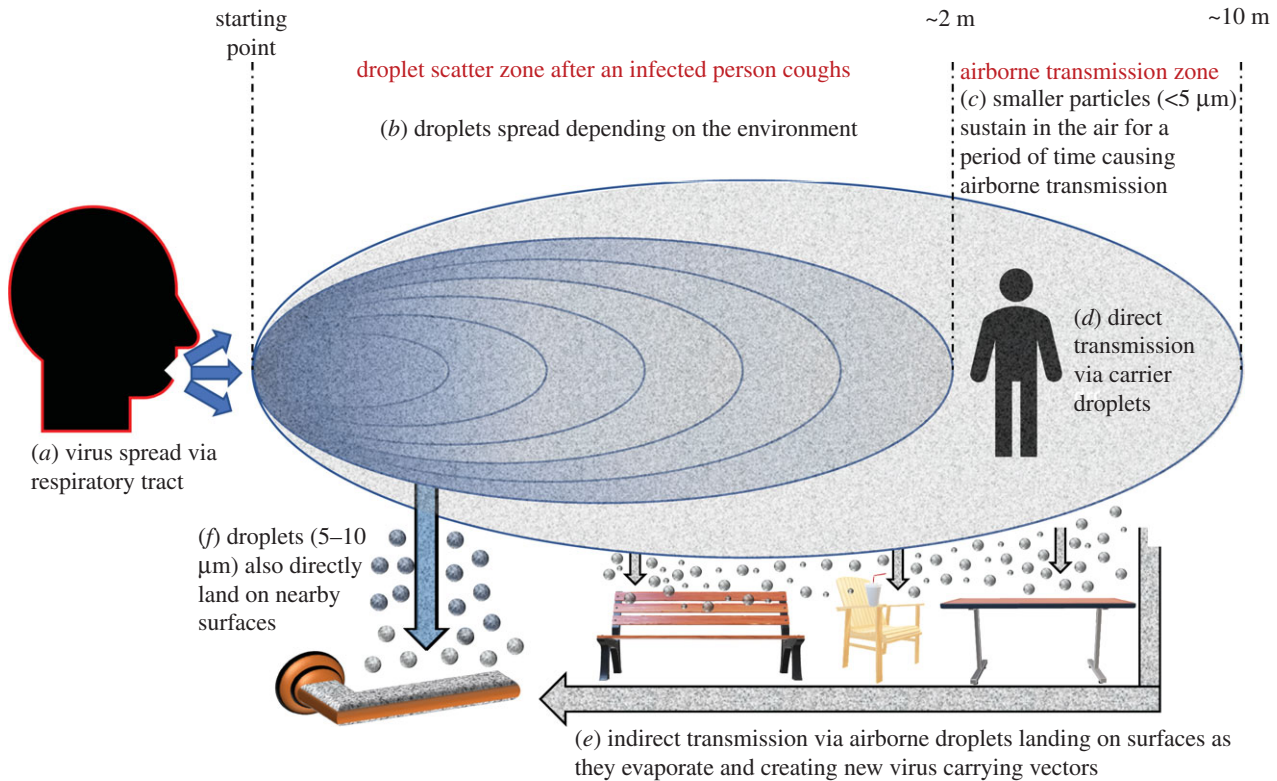 starting
point
~2 m
~10 m
droplet scatter zone after an infected person coughs
airborne transmission zone
(b) droplets spread depending on the environment
(c) smaller particles (<5 μm)
sustain in the air for a
period of time causing
airborne transmission
(d) direct
transmission
via carrier
droplets
(a) virus spread via
respiratory tract
(f) droplets (5–10
μm) also directly
land on nearby
surfaces
(e) indirect transmission via airborne droplets landing on surfaces as
they evaporate and creating new virus carrying vectors